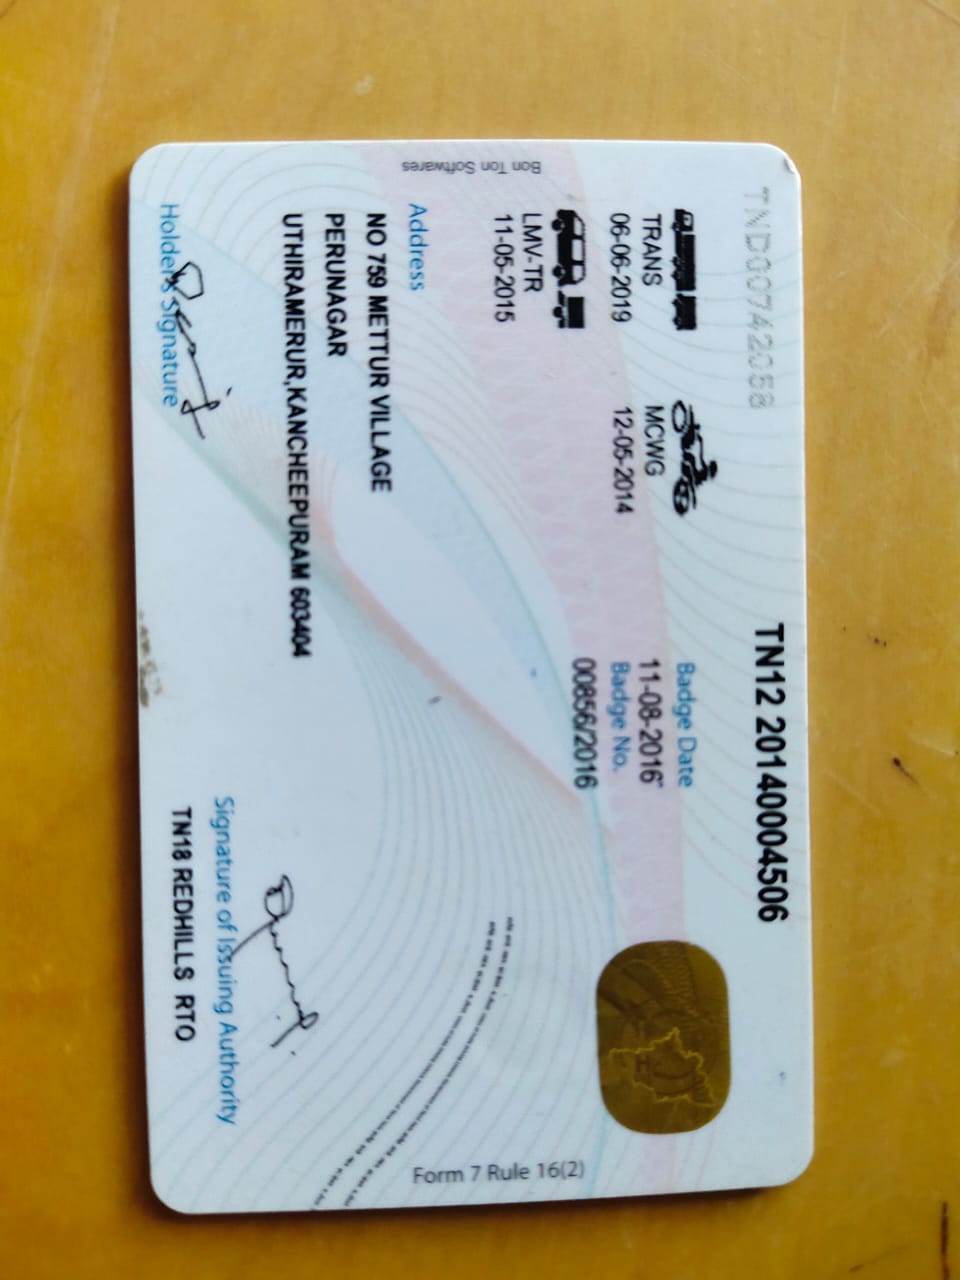 TND00742058
TN12 20140004506
TRANS
06-06-2019
MCWG
12-05-2014
Badge Date
11-08-2016
Badge No.
00856/2016
LMV-TR
11-05-2015
Bon Ton Softwares
Address
NO 759 METTUR VILLAGE
PERUNAGAR
UTHIRAMERUR,KANCHEEPURAM 603404
Form 7 Rule 16(2)
Holder's Signature
Signature of Issuing Authority
TN18 REDHILLS RTO